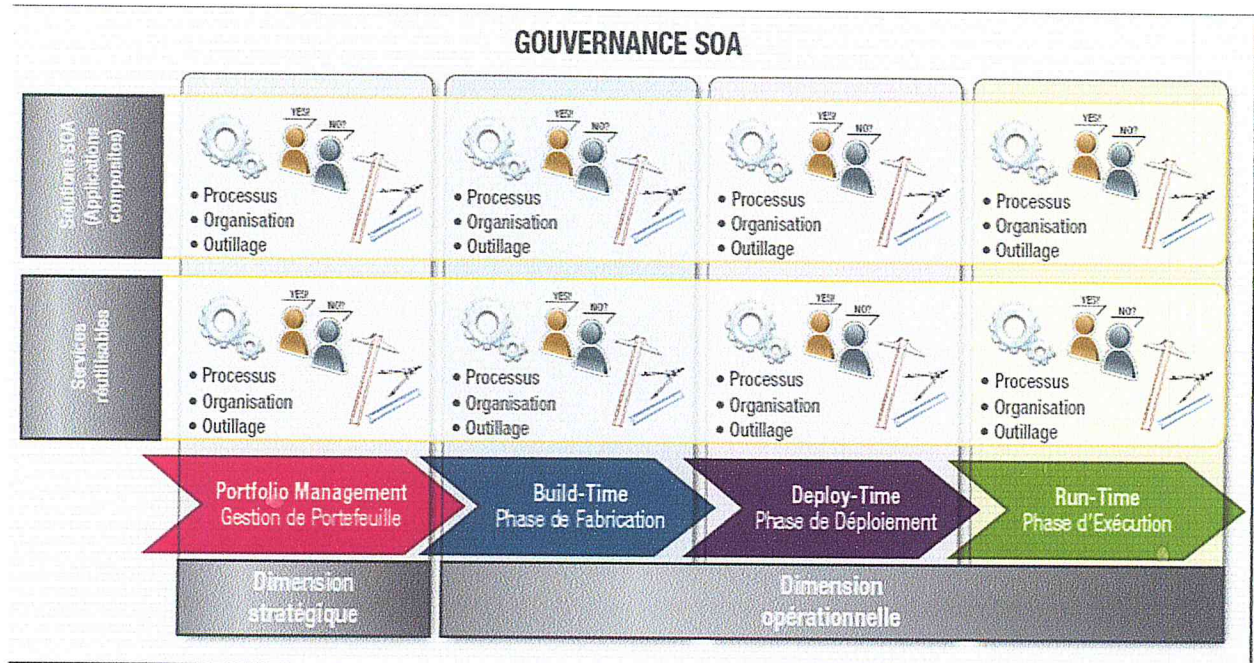 GOUVERNANCE SOA
Solutions SOA
(Applications
composites)
YES!
NO?
• Processus
• Organisation
• Outillage
YES!
NO?
• Processus
• Organisation
• Outillage
YES!
NO?
• Processus
• Organisation
• Outillage
YES!
NO?
• Processus
• Organisation
• Outillage
Services
réutilisables
YES!
NO?
• Processus
• Organisation
• Outillage
YES!
NO?
• Processus
• Organisation
• Outillage
YES!
NO?
• Processus
• Organisation
• Outillage
YES!
NO?
• Processus
• Organisation
• Outillage
Portfolio Management
Gestion de Portefeuille
Build-Time
Phase de Fabrication
Deploy-Time
Phase de Déploiement
Run-Time
Phase d'Exécution
Dimension
stratégique
Dimension
opérationnelle